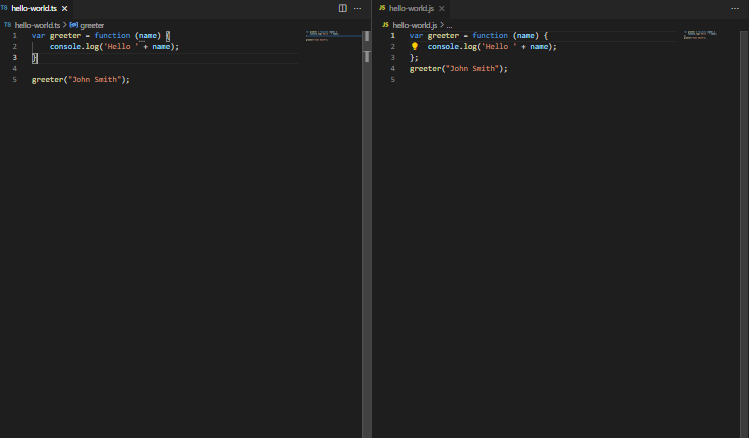 TS hello-world.ts ×
TS hello-world.ts > greeter
1 var greeter = function (name) {
2     console.log('Hello ' + name);
3 }
4
5 greeter("John Smith");
JS hello-world.js ×
JS hello-world.js > ...
1 var greeter = function (name) {
2     console.log('Hello ' + name);
3 };
4 greeter("John Smith");
5